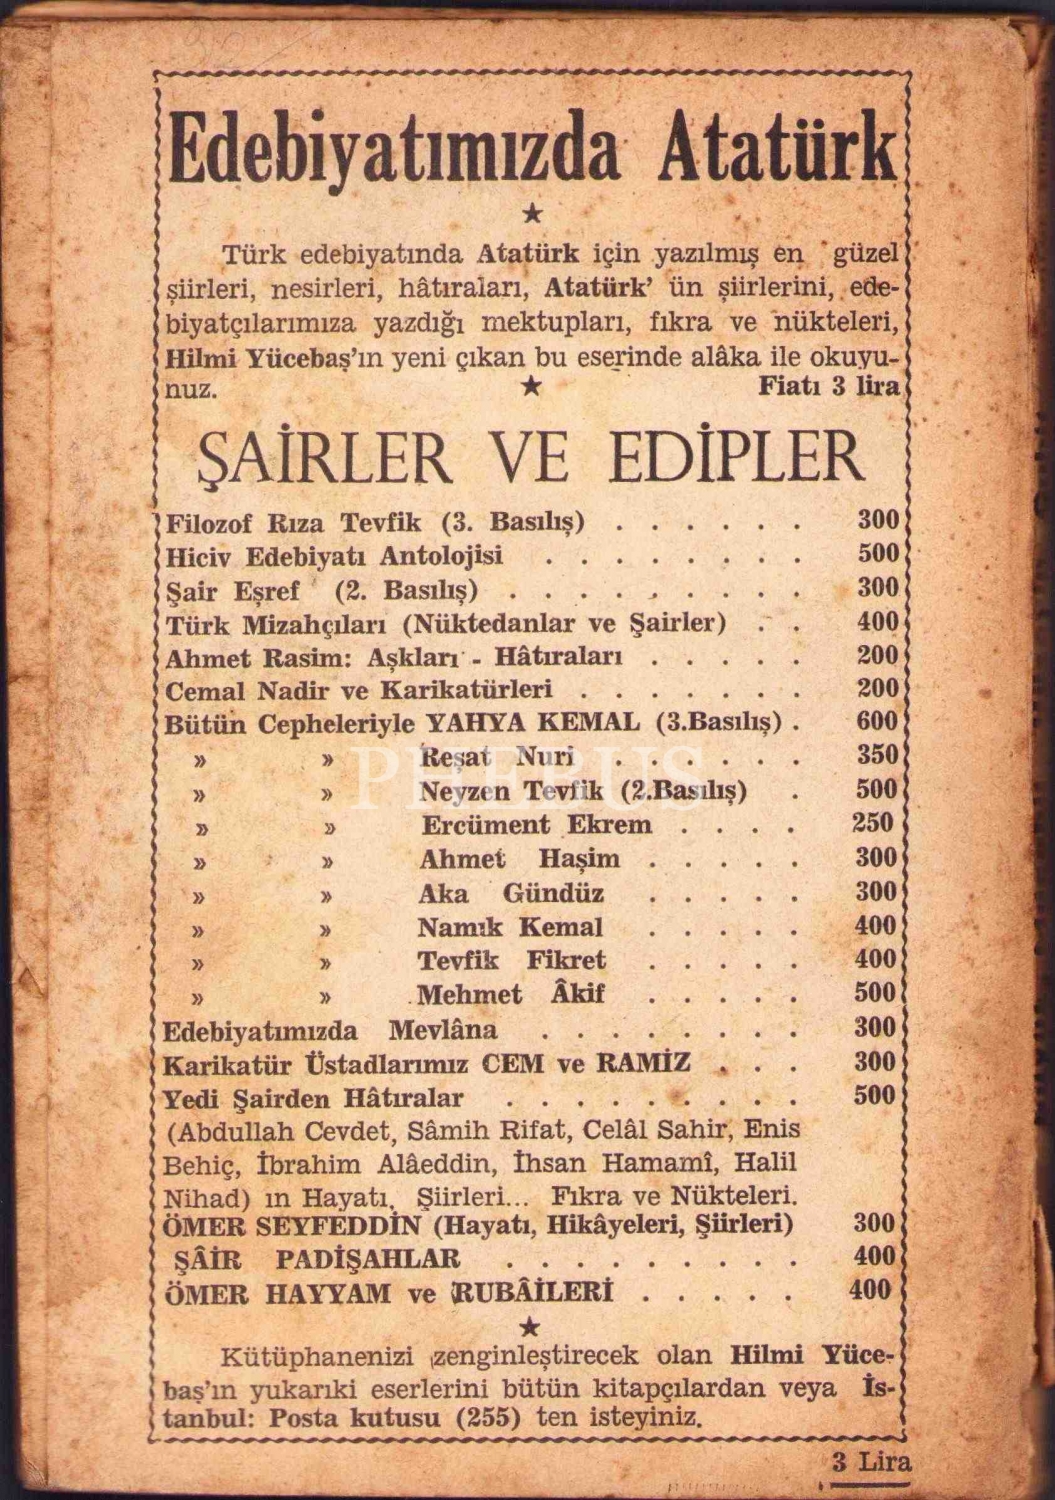 Edebiyatımızda Atatürk
★
Türk edebiyatında Atatürk için yazılmış en güzel
şiirleri, nesirleri, hâtıraları, Atatürk' ün şiirlerini, ede-
biyatçılarımıza yazdığı mektupları, fıkra ve nükteleri,
Hilmi Yücebaş'ın yeni çıkan bu eserinde alâka ile okuyu-
nuz. ★ Fiatı 3 lira
ŞAİRLER VE EDİPLER
Filozof Rıza Tevfik (3. Basılış) . . . . . . 300
Hiciv Edebiyatı Antolojisi . . . . . . . . 500
Şair Eşref (2. Basılış) . . . . . . . . . 300
Türk Mizahçıları (Nüktedanlar ve Şairler) . . 400
Ahmet Rasim: Aşkları - Hâtıraları . . . . . 200
Cemal Nadir ve Karikatürleri . . . . . . . 200
Bütün Cepheleriyle YAHYA KEMAL (3.Basılış) . 600
» » Reşat Nuri . . . . . . 350
» » Neyzen Tevfik (2.Basılış) . 500
» » Ercüment Ekrem . . . . 250
» » Ahmet Haşim . . . . . 300
» » Aka Gündüz . . . . . 300
» » Namık Kemal . . . . . 400
» » Tevfik Fikret . . . . . 400
» » Mehmet Âkif . . . . . 500
Edebiyatımızda Mevlâna . . . . . . . . 300
Karikatür Üstadlarımız CEM ve RAMİZ . . . 300
Yedi Şairden Hâtıralar . . . . . . . . . 500
(Abdullah Cevdet, Sâmih Rifat, Celâl Sahir, Enis
Behiç, İbrahim Alâeddin, İhsan Hamamî, Halil
Nihad) ın Hayatı, Şiirleri... Fıkra ve Nükteleri.
ÖMER SEYFEDDİN (Hayatı, Hikâyeleri, Şiirleri) 300
ŞÂİR PADİŞAHLAR . . . . . . . . . 400
ÖMER HAYYAM ve RUBÂİLERİ . . . . . 400
★
Kütüphanenizi zenginleştirecek olan Hilmi Yüce-
baş'ın yukarıki eserlerini bütün kitapçılardan veya İs-
tanbul: Posta kutusu (255) ten isteyiniz.
3 Lira
PHEBUS